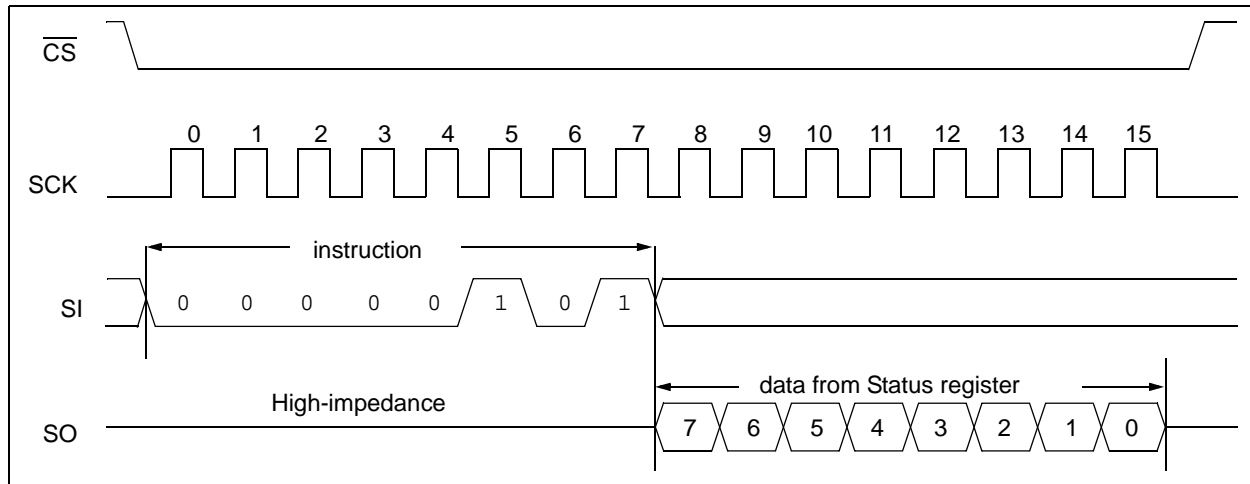 CS
0 1 2 3 4 5 6 7 8 9 10 11 12 13 14 15
SCK
instruction
SI 0 0 0 0 0 1 0 1
data from Status register
High-impedance
SO 7 6 5 4 3 2 1 0